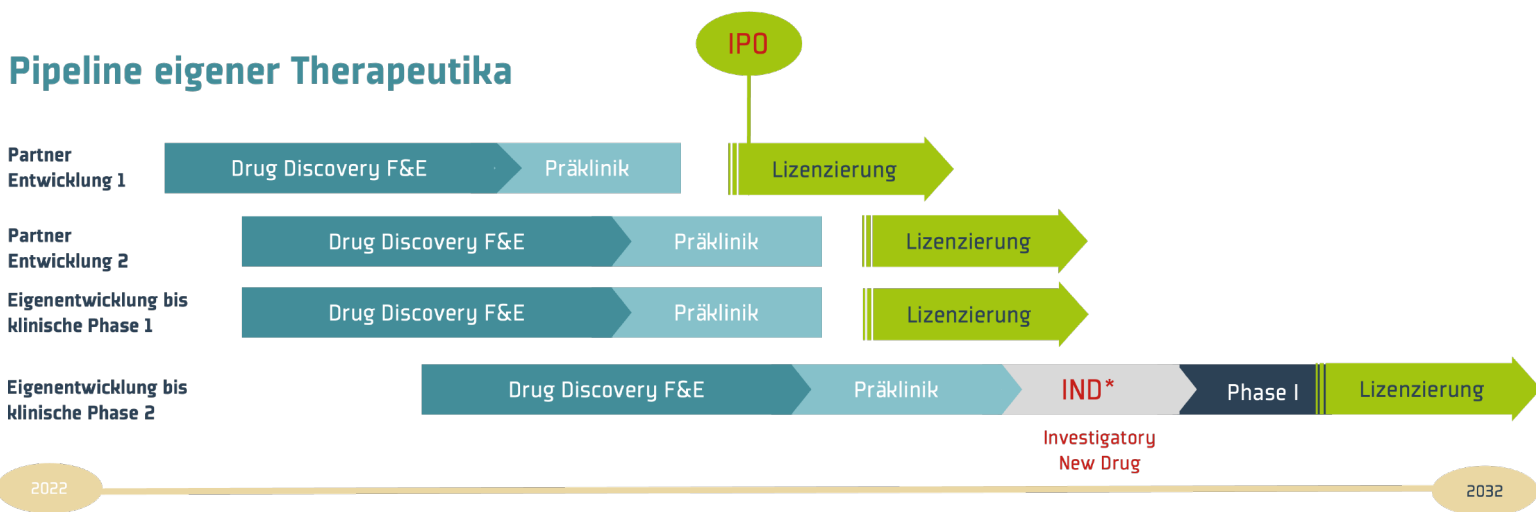 IPO
Pipeline eigener Therapeutika
Partner
Entwicklung 1
Drug Discovery F&E
Präklinik
Lizenzierung
Partner
Entwicklung 2
Drug Discovery F&E
Präklinik
Lizenzierung
Eigenentwicklung bis
klinische Phase 1
Drug Discovery F&E
Präklinik
Lizenzierung
Eigenentwicklung bis
klinische Phase 2
Drug Discovery F&E
Präklinik
IND*
Phase I
Lizenzierung
Investigatory
New Drug
2022
2032